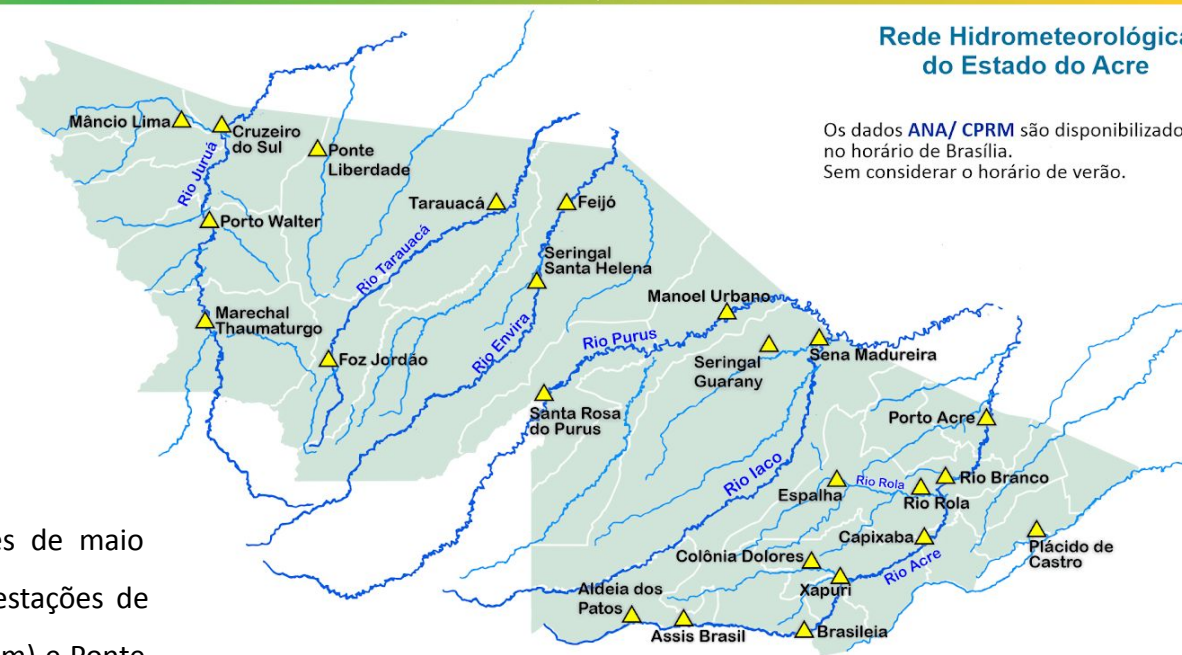 Rede Hidrometeorológica
do Estado do Acre
Os dados ANA/ CPRM são disponibilizado
no horário de Brasília.
Sem considerar o horário de verão.
Mâncio Lima
Cruzeiro
do Sul
Ponte
Liberdade
Rio Juruá
Porto Walter
Tarauacá
Feijó
Rio Tarauacá
Seringal
Santa Helena
Marechal
Thaumaturgo
Foz Jordão
Rio Envira
Manoel Urbano
Rio Purus
Seringal
Guarany
Sena Madureira
Santa Rosa
do Purus
Porto Acre
Rio Iaco
Espalha
Rio Rola
Rio Rola
Rio Branco
Capixaba
Plácido de
Castro
Colônia Dolores
Rio Acre
Xapuri
Aldeia dos
Patos
Assis Brasil
Brasileia
es de maio
estações de
m) e Ponte